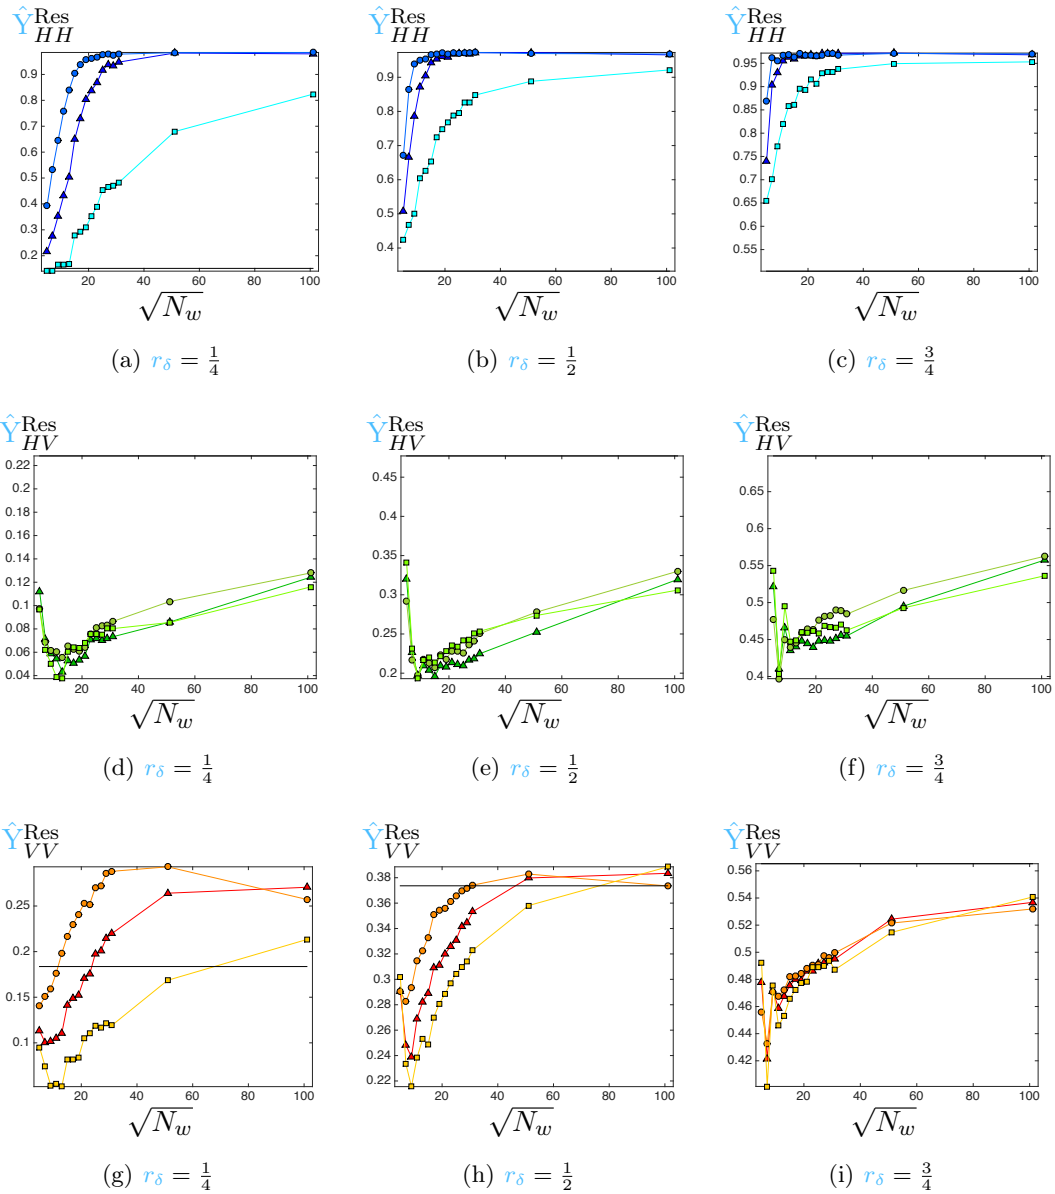 Ŷ^Res_HH Ŷ^Res_HH Ŷ^Res_HH
0.9 0.9 0.95
0.8 0.8 0.9
0.7 0.7 0.85
0.6 0.6 0.8
0.5 0.5 0.75
0.4 0.4 0.7
0.3 0.65
0.2 0.6
0.55
20 40 60 80 100 20 40 60 80 100 20 40 60 80 100
√N_w √N_w √N_w
(a) r_δ = 1/4 (b) r_δ = 1/2 (c) r_δ = 3/4
Ŷ^Res_HV Ŷ^Res_HV Ŷ^Res_HV
0.22 0.45 0.65
0.2 0.4 0.6
0.18 0.35 0.55
0.16 0.3 0.5
0.14 0.25 0.45
0.12 0.2 0.4
0.1
0.08
0.06
0.04
20 40 60 80 100 20 40 60 80 100 20 40 60 80 100
√N_w √N_w √N_w
(d) r_δ = 1/4 (e) r_δ = 1/2 (f) r_δ = 3/4
Ŷ^Res_VV Ŷ^Res_VV Ŷ^Res_VV
0.25 0.38 0.56
0.2 0.36 0.54
0.15 0.34 0.52
0.1 0.32 0.5
0.3 0.48
0.28 0.46
0.26 0.44
0.24 0.42
0.22
20 40 60 80 100 20 40 60 80 100 20 40 60 80 100
√N_w √N_w √N_w
(g) r_δ = 1/4 (h) r_δ = 1/2 (i) r_δ = 3/4